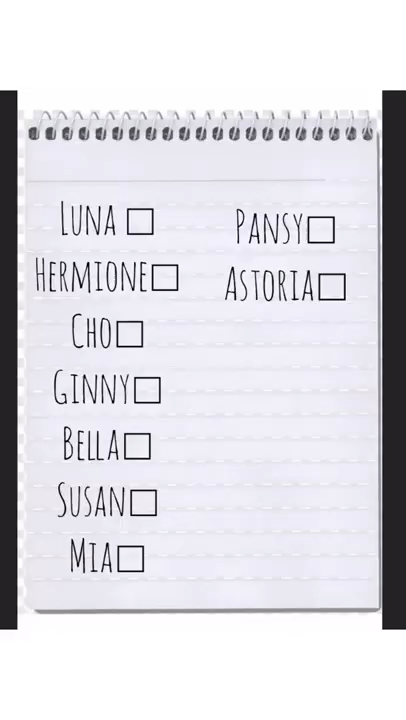 Luna
Hermione
Cho
Ginny
Bella
Susan
Mia
Pansy
Astoria